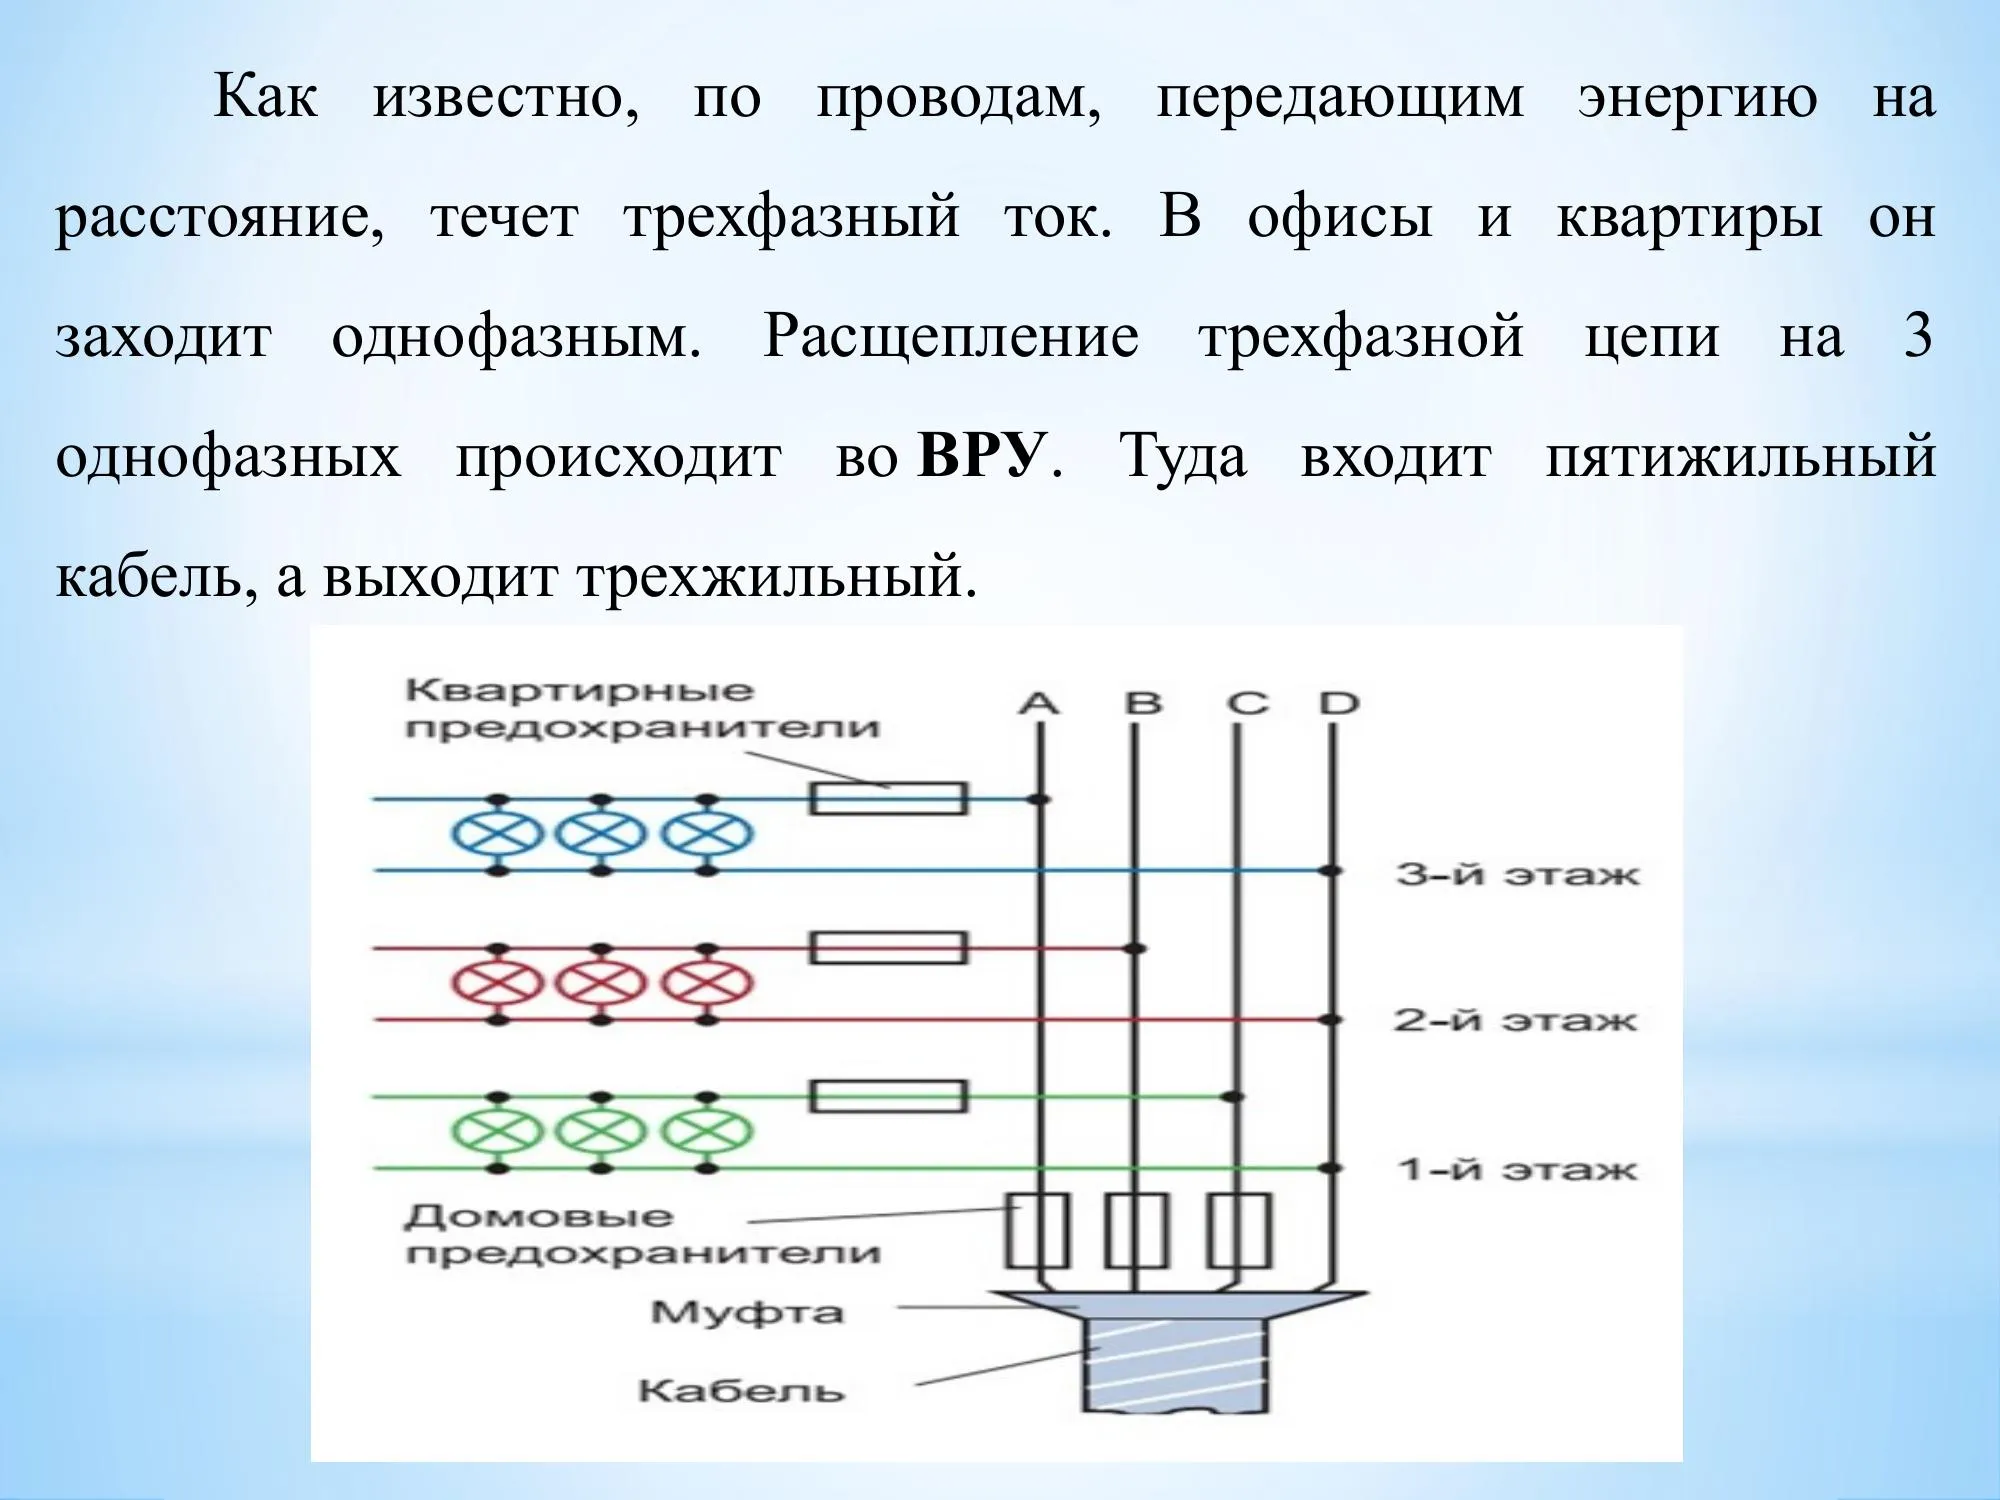 Как известно, по проводам, передающим энергию на
расстояние, течет трехфазный ток. В офисы и квартиры он
заходит однофазным. Расщепление трехфазной цепи на 3
однофазных происходит во ВРУ. Туда входит пятижильный
кабель, а выходит трехжильный.
Квартирные
предохранители
A B C D
3-й этаж
2-й этаж
1-й этаж
Домовые
предохранители
Муфта
Кабель